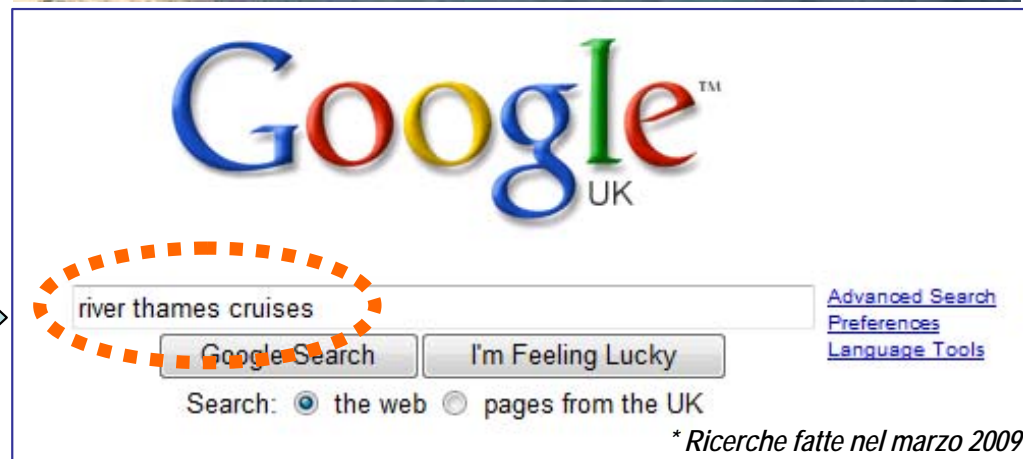 Google™
UK
river thames cruises
Advanced Search
Preferences
Language Tools
Google Search I'm Feeling Lucky
Search: the web pages from the UK
* Ricerche fatte nel marzo 2009